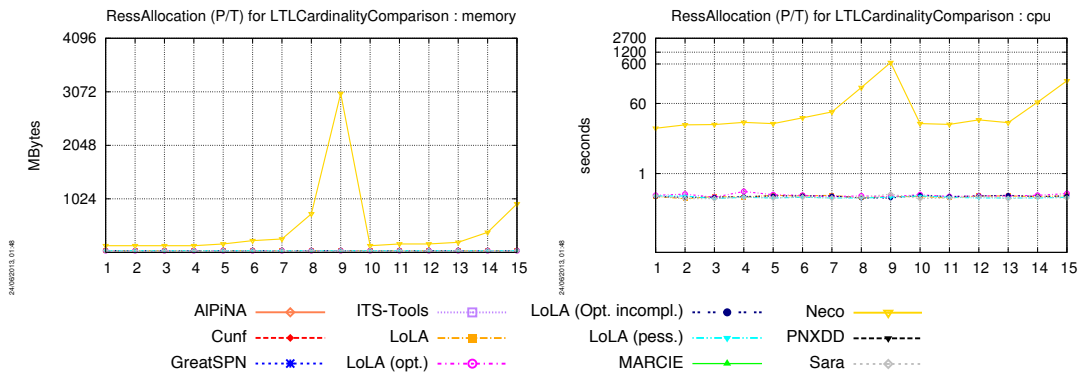 RessAllocation (P/T) for LTLCardinalityComparison : memory
4096
3072
2048
1024
MBytes
1 2 3 4 5 6 7 8 9 10 11 12 13 14 15
24/06/2013, 01:48
RessAllocation (P/T) for LTLCardinalityComparison : cpu
2700
1200
600
60
1
seconds
1 2 3 4 5 6 7 8 9 10 11 12 13 14 15
24/06/2013, 01:48
AlPiNA ITS-Tools LoLA (Opt. incompl.) Neco
Cunf LoLA LoLA (pess.) PNXDD
GreatSPN LoLA (opt.) MARCIE Sara